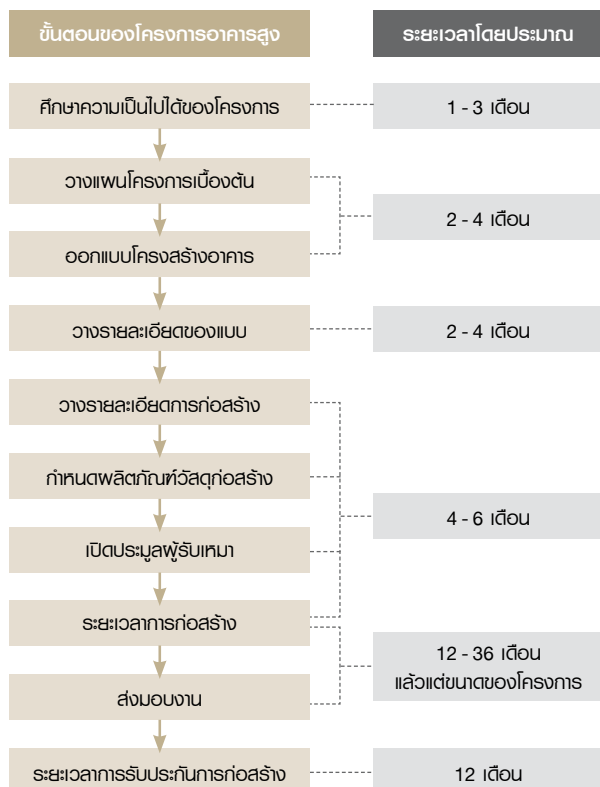 ขั้นตอนของโครงการอาคารสูง
ระยะเวลาโดยประมาณ
ศึกษาความเป็นไปได้ของโครงการ
1 - 3 เดือน
วางแผนโครงการเบื้องต้น
2 - 4 เดือน
ออกแบบโครงสร้างอาคาร
วางรายละเอียดของแบบ
2 - 4 เดือน
วางรายละเอียดการก่อสร้าง
กำหนดผลิตภัณฑ์วัสดุก่อสร้าง
4 - 6 เดือน
เปิดประมูลผู้รับเหมา
ระยะเวลาการก่อสร้าง
12 - 36 เดือน
แล้วแต่ขนาดของโครงการ
ส่งมอบงาน
ระยะเวลาการรับประกันการก่อสร้าง
12 เดือน